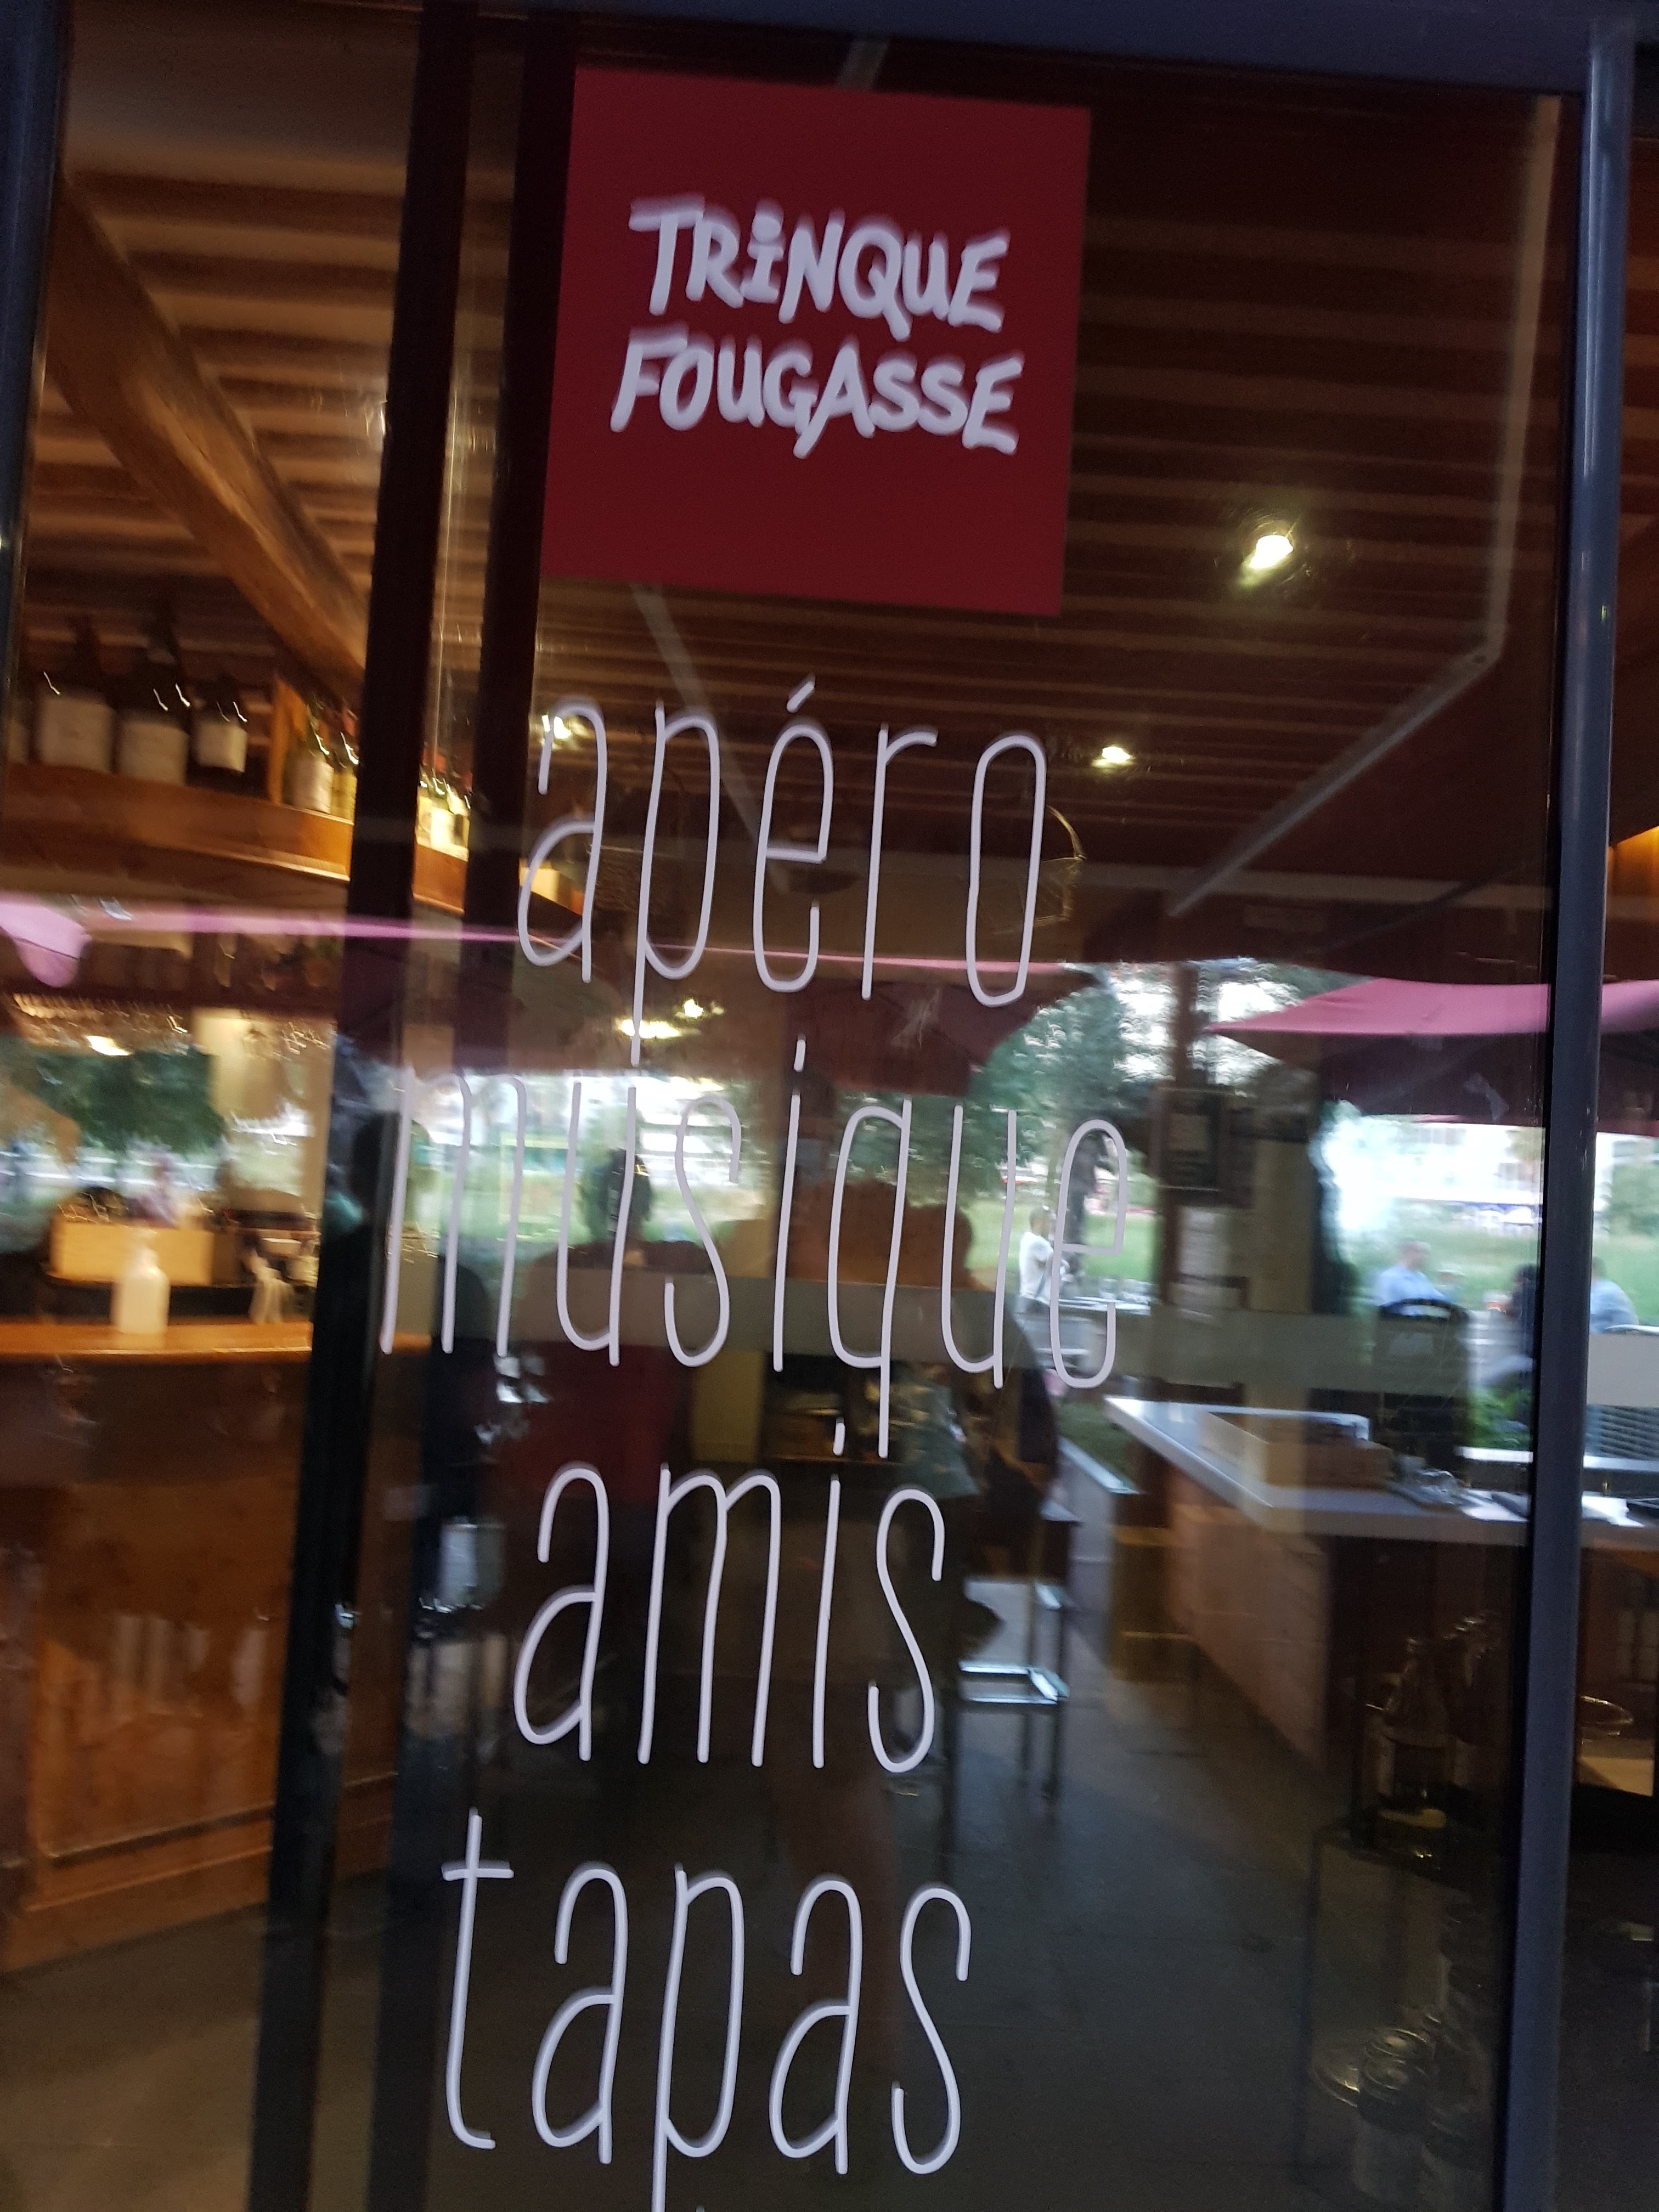 TRiNQUE
FOUGASSE
apéro
musique
amis
tapas